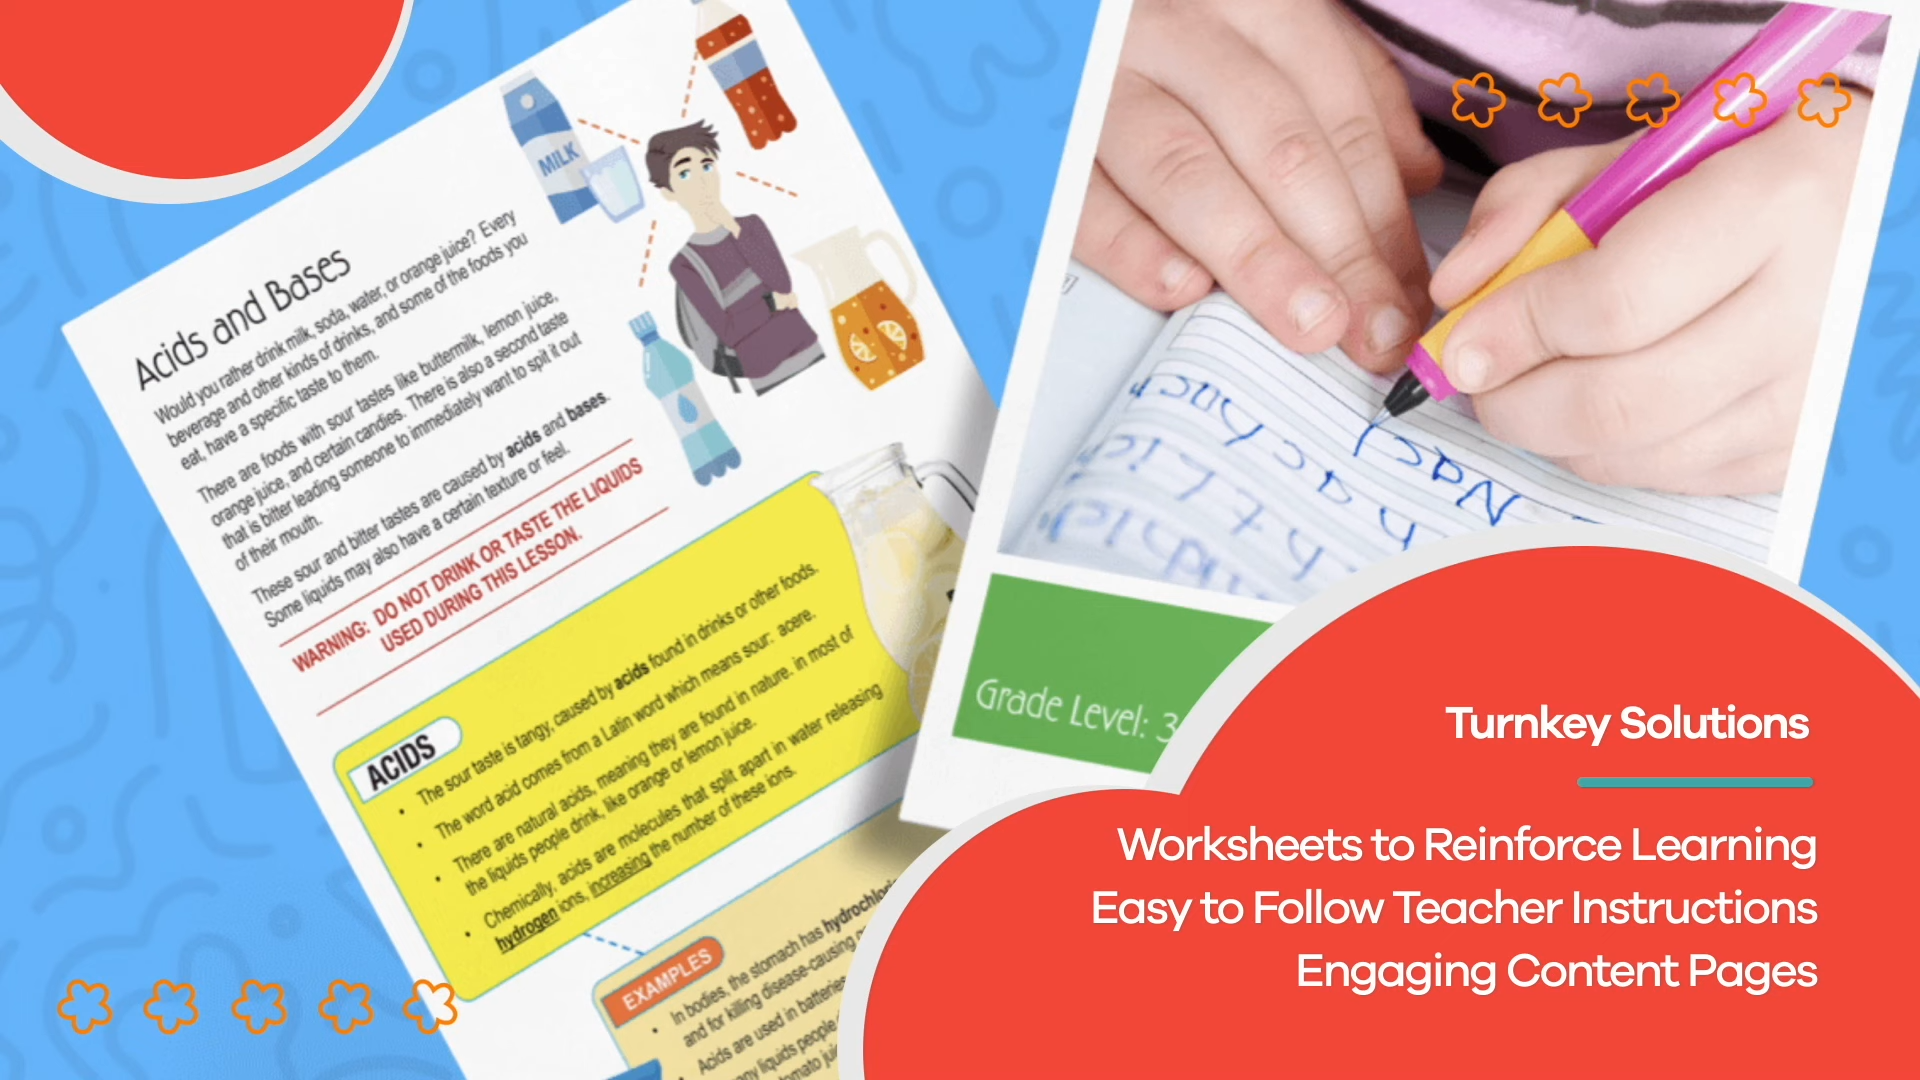 MILK
Acids and Bases
Would you rather drink milk, soda, water, or orange juice? Every
beverage and other kinds of drinks, and some of the foods you
eat, have a specific taste to them.
There are foods with sour tastes like buttermilk, lemon juice,
orange juice, and certain candies. There is also a second taste
that is bitter leading someone to immediately want to spit it out
of their mouth.
These sour and bitter tastes are caused by acids and bases.
Some liquids may also have a certain texture or feel.
WARNING: DO NOT DRINK OR TASTE THE LIQUIDS
USED DURING THIS LESSON.
ACIDS
• The sour taste is tangy, caused by acids found in drinks or other foods.
• The word acid comes from a Latin word which means sour: acere.
• There are natural acids, meaning they are found in nature. in most of
the liquids people drink, like orange or lemon juice.
• Chemically, acids are molecules that split apart in water releasing
hydrogen ions, increasing the number of these ions.
EXAMPLES
• In bodies, the stomach has
and for killing disease-causing
• Acids are used in batteries
liquids people
Grade Level: 3
Turnkey Solutions
Worksheets to Reinforce Learning
Easy to Follow Teacher Instructions
Engaging Content Pages